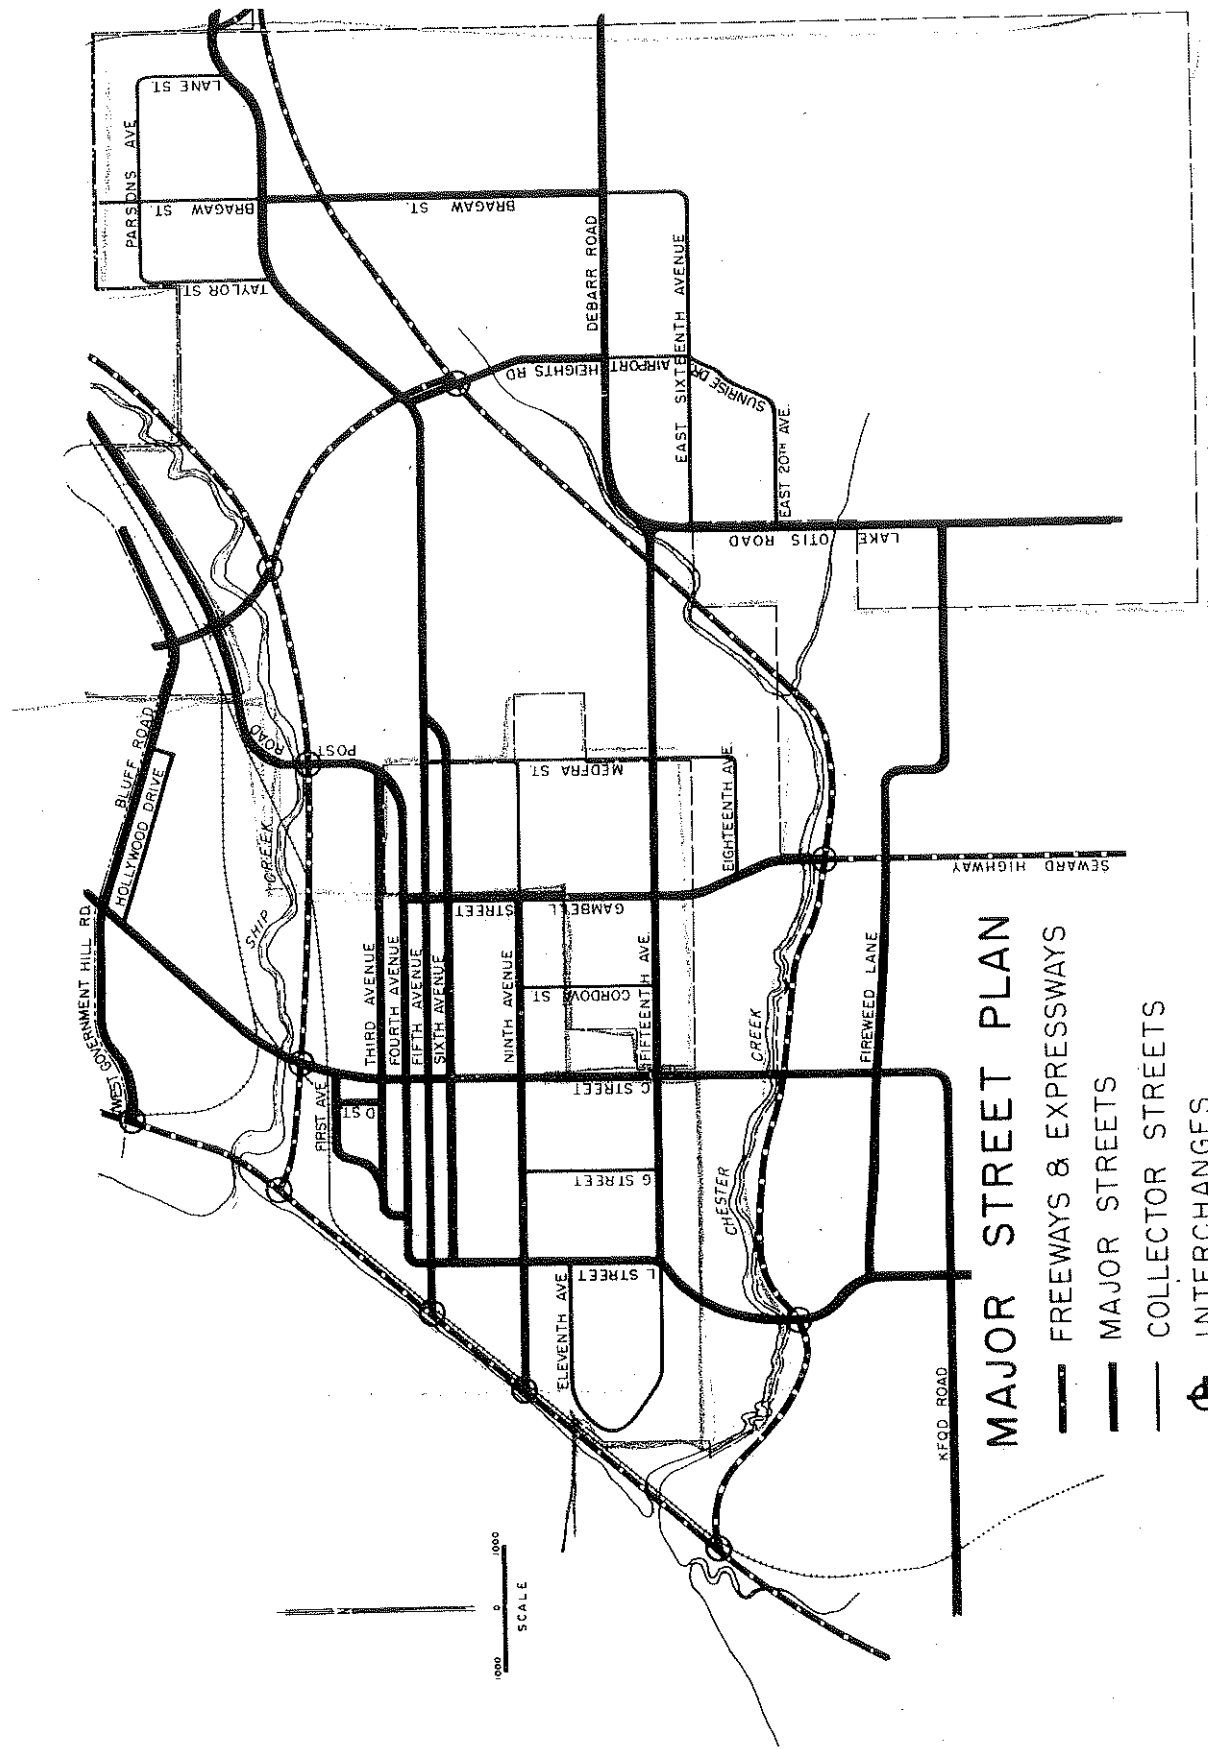 PARSONS AVE
LANE ST.
BRAGAW ST.
BRAGAW ST.
TAYLOR ST.
DEBARR ROAD
EAST SIXTEENTH AVENUE
AIRPORT HEIGHTS RD
SUNRISE DR.
EAST 20TH AVE.
LAKE OTIS ROAD
BLUFF ROAD
HOLLYWOOD DRIVE
WEST GOVERNMENT HILL RD.
POST ROAD
SHIP CREEK
MEDFRA ST.
EIGHTEENTH AVE
SEWARD HIGHWAY
GAMBELL STREET
THIRD AVENUE
FOURTH AVENUE
FIFTH AVENUE
SIXTH AVENUE
NINTH AVENUE
CORDOVA ST.
FIFTEENTH AVE.
FIREWEED LANE
C STREET
FIRST AVE
D ST.
G STREET
CHESTER CREEK
L STREET
ELEVENTH AVE
KFQD ROAD
1000 0 1000
SCALE
N
MAJOR STREET PLAN
FREEWAYS & EXPRESSWAYS
MAJOR STREETS
COLLECTOR STREETS
INTERCHANGES